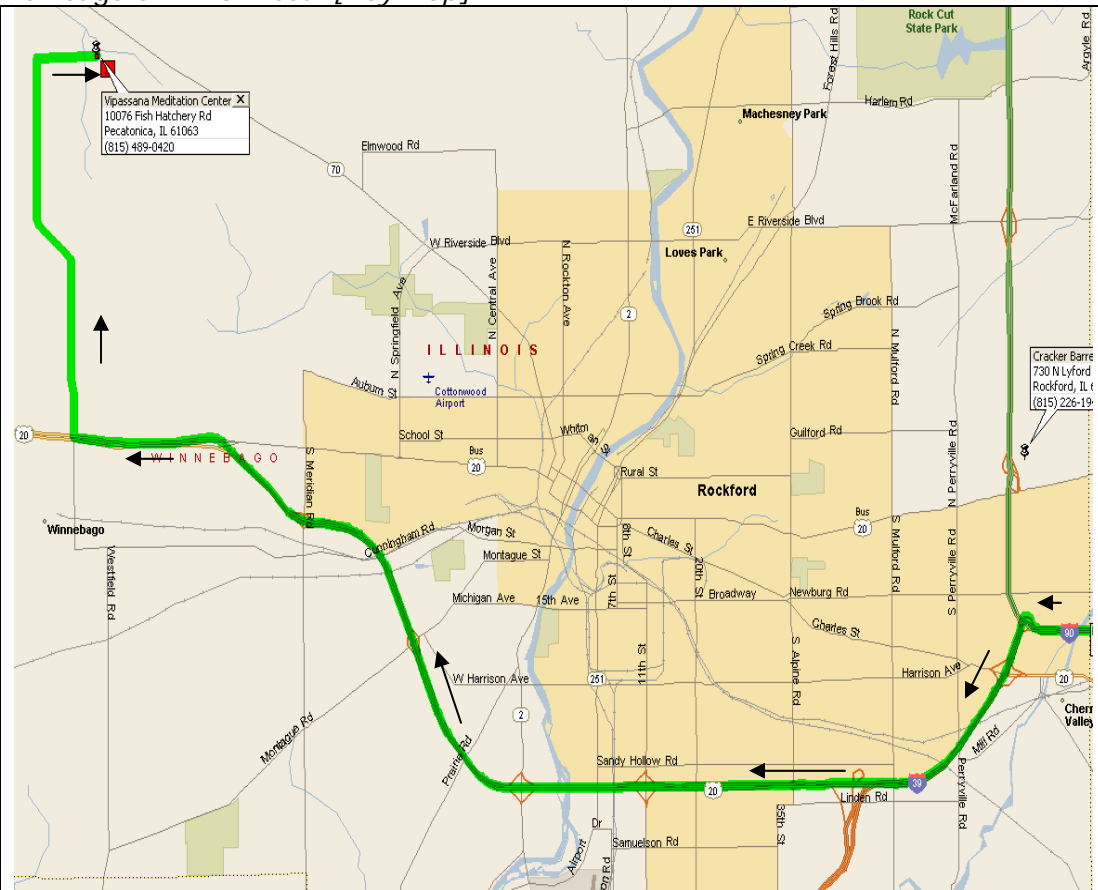 Rock Cut
State Park
Argyle Rd
Forest Hills Rd
Vipassana Meditation Center X
10076 Fish Hatchery Rd
Pecatonica, IL 61063
(815) 489-0420
Harlem Rd
Machesney Park
Elmwood Rd
70
McFarland Rd
251
E Riverside Blvd
W Riverside Blvd
Loves Park
N Rockton Ave
N Central Ave
N Springfield Ave
2
Spring Brook Rd
ILLINOIS
Spring Creek Rd
N Mulford Rd
Cracker Barre
730 N Lyford
Rockford, IL 6
(815) 226-19
Auburn St
Cottonwood
Airport
20
School St
Whitman St
Guilford Rd
WINNEBAGO
Bus
20
S Meridian Rd
Rural St
N Perryville Rd
Rockford
Winnebago
Cunningham Rd
Morgan St
8th St
Charles St
Bus
20
S Mulford Rd
Montague St
20th St
S Perryville Rd
Westfield Rd
Michigan Ave
15th Ave
7th St
Broadway
Newburg Rd
Charles St
90
11th St
S Alpine Rd
W Harrison Ave
251
Harrison Ave
20
2
Cherr
Valley
Montague Rd
Prairie Rd
Mill Rd
Sandy Hollow Rd
20
39
Linden Rd
Perryville Rd
35th St
Dr
Airport
Samuelson Rd
on Rd